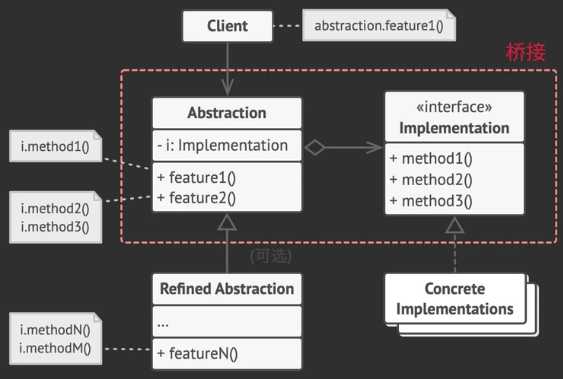 Client
abstraction.feature1()
桥接
Abstraction
- i: Implementation
+ feature1()
+ feature2()
«interface»
Implementation
+ method1()
+ method2()
+ method3()
i.method1()
i.method2()
i.method3()
(可选)
Refined Abstraction
...
+ featureN()
Concrete
Implementations
i.methodN()
i.methodM()